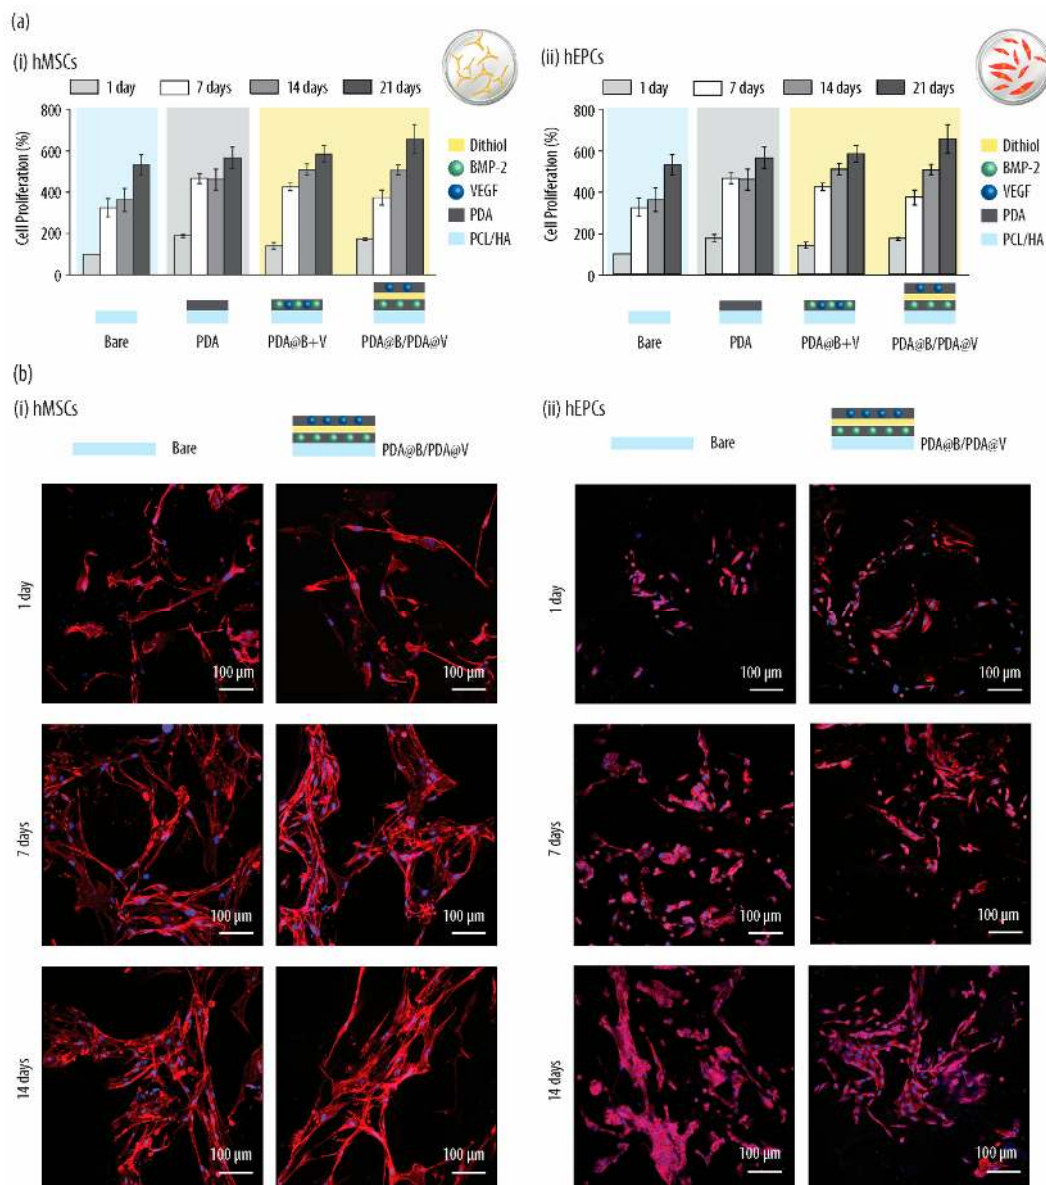 (a)
(i) hMSCs
1 day 7 days 14 days 21 days
Cell Proliferation (%)
800
600
400
200
0
Bare PDA PDA@B+V PDA@B/PDA@V
Dithiol
BMP-2
VEGF
PDA
PCL/HA
(ii) hEPCs
1 day 7 days 14 days 21 days
Cell Proliferation (%)
800
600
400
200
0
Bare PDA PDA@B+V PDA@B/PDA@V
Dithiol
BMP-2
VEGF
PDA
PCL/HA
(b)
(i) hMSCs
Bare PDA@B/PDA@V
1 day
100 µm 100 µm
7 days
100 µm 100 µm
14 days
100 µm 100 µm
(ii) hEPCs
Bare PDA@B/PDA@V
1 day
100 µm 100 µm
7 days
100 µm 100 µm
14 days
100 µm 100 µm